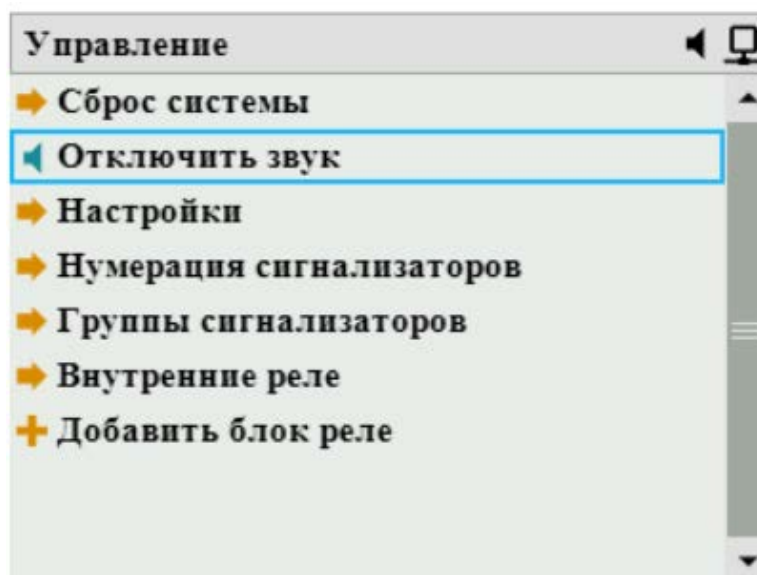 Управление
Сброс системы
Отключить звук
Настройки
Нумерация сигнализаторов
Группы сигнализаторов
Внутренние реле
Добавить блок реле